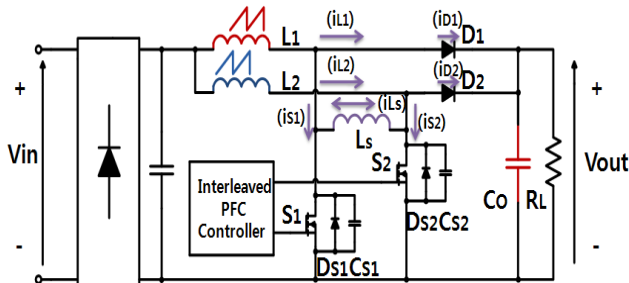 (iL1) (iD1)
L1 D1
L2 (iL2) (iD2)
D2
+ (iS1) (iLs) (iS2) +
Ls
Vin S2 Vout
Interleaved
PFC
Controller
S1 CO RL
DS2CS2
- DS1CS1 -